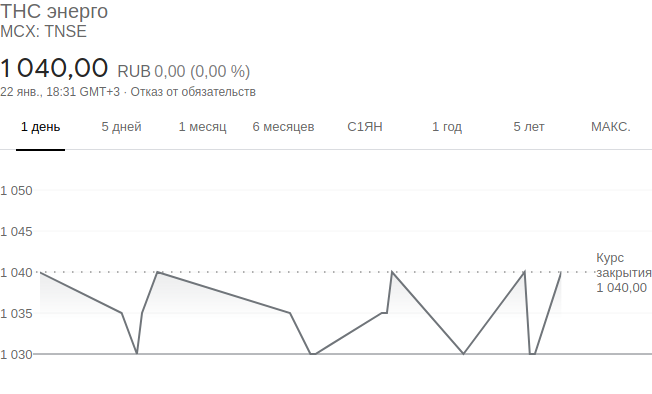 ТНС энерго
MCX: TNSE
1 040,00 RUB 0,00 (0,00 %)
22 янв., 18:31 GMT+3 · Отказ от обязательств
1 день 5 дней 1 месяц 6 месяцев С1ЯН 1 год 5 лет МАКС.
1 050
1 045
1 040
1 035
1 030
Курс
закрытия
1 040,00